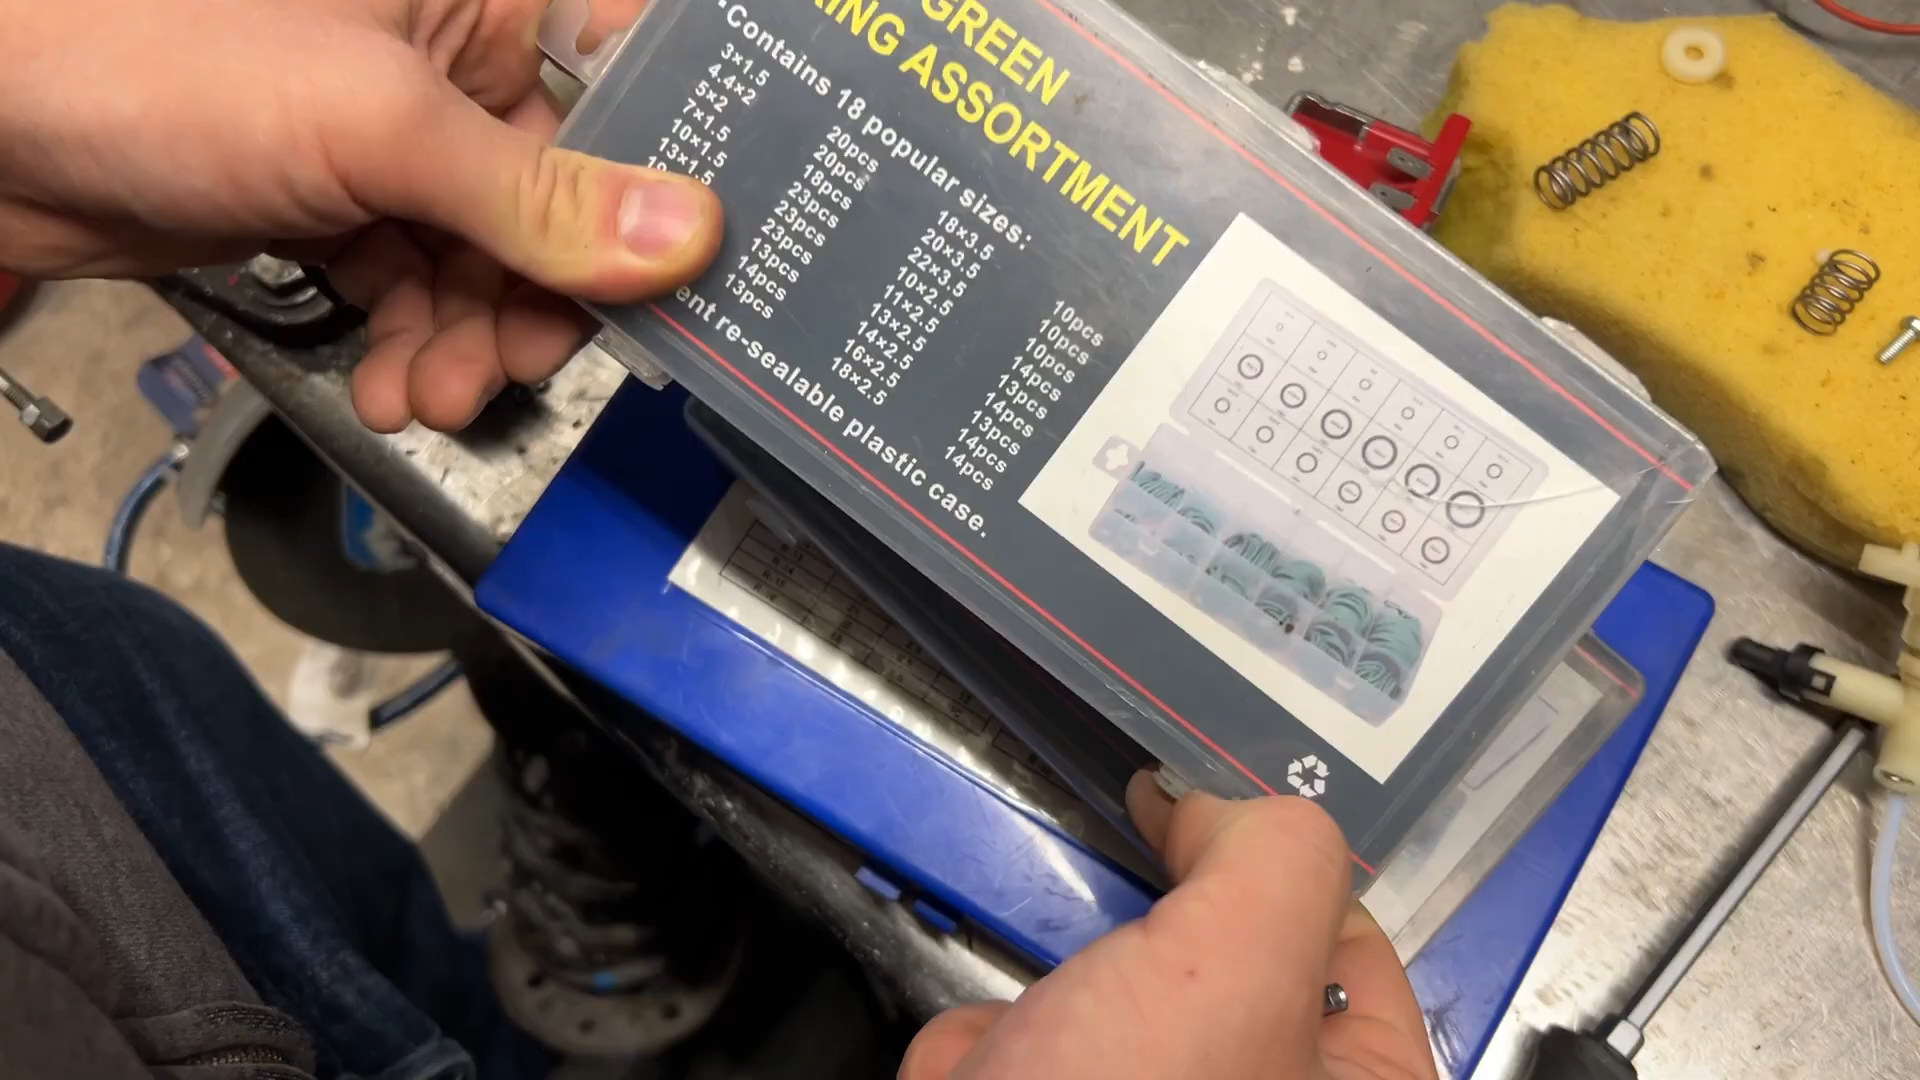 GREEN
RING ASSORTMENT
•Contains 18 popular sizes:
3×1.5 20pcs 18×3.5 10pcs
4.4×2 20pcs 20×3.5 10pcs
5×2 18pcs 22×3.5 10pcs
7×1.5 23pcs 10×2.5 14pcs
10×1.5 23pcs 11×2.5 13pcs
13×1.5 23pcs 13×2.5 14pcs
13pcs 14×2.5 13pcs
14pcs 16×2.5 14pcs
13pcs 18×2.5 14pcs
ent re-sealable plastic case.